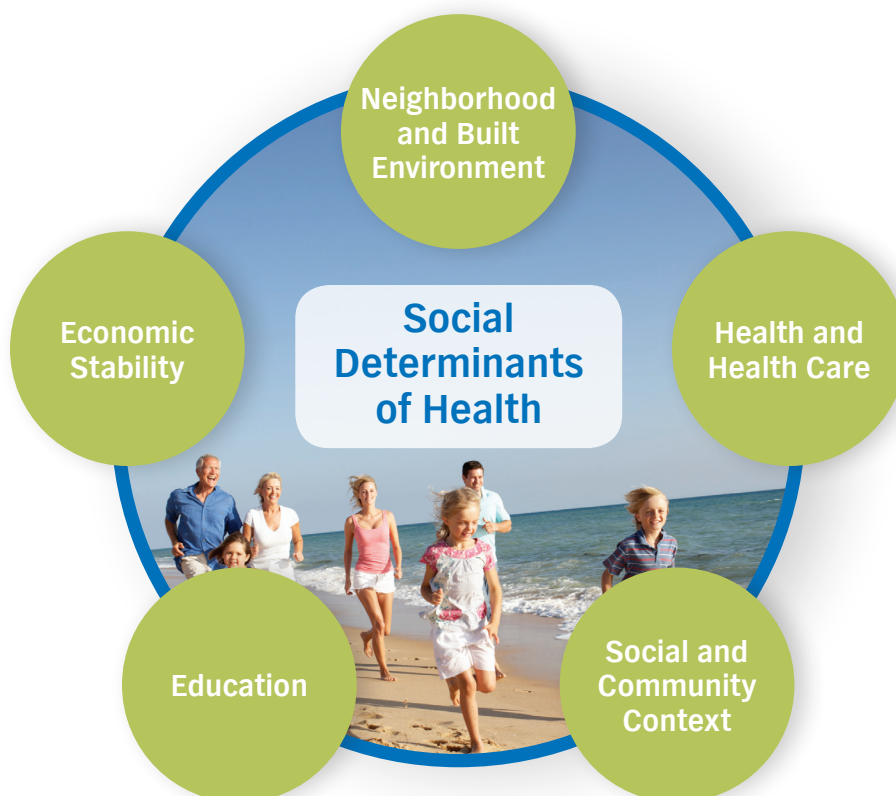 Neighborhood
and Built
Environment
Economic
Stability
Social
Determinants
of Health
Health and
Health Care
Education
Social and
Community
Context